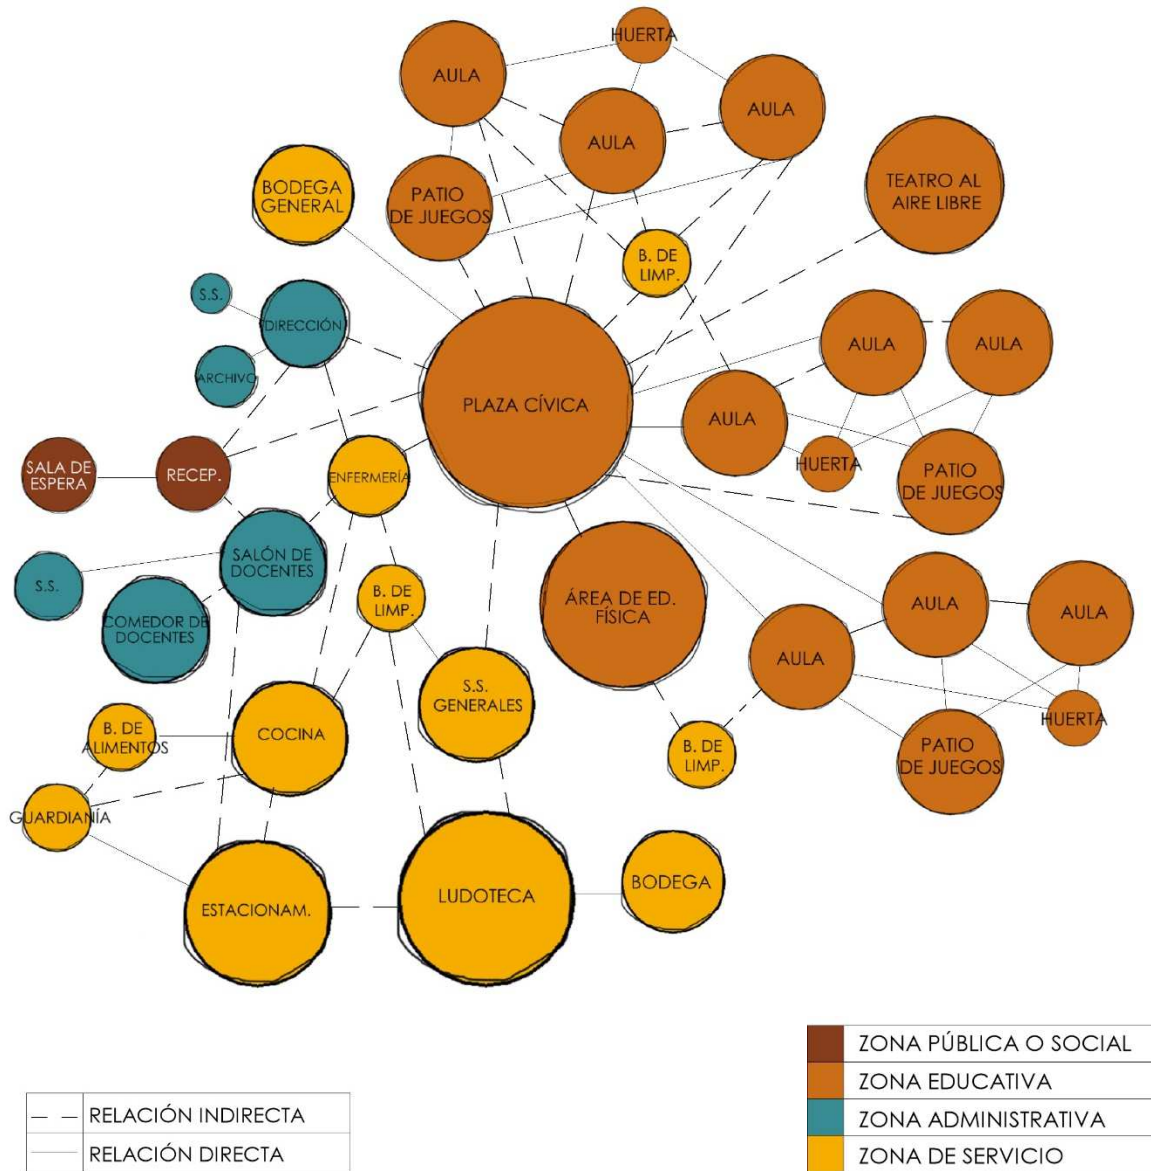 HUERTA
AULA
AULA
AULA
BODEGA
GENERAL
PATIO
DE JUEGOS
TEATRO AL
AIRE LIBRE
B. DE
LIMP.
S.S.
DIRECCIÓN
ARCHIVO
AULA
AULA
PLAZA CÍVICA
AULA
SALA DE
ESPERA
RECEP.
ENFERMERÍA
HUERTA
PATIO
DE JUEGOS
SALÓN DE
DOCENTES
S.S.
B. DE
LIMP.
ÁREA DE ED.
FÍSICA
AULA
AULA
COMEDOR DE
DOCENTES
AULA
S.S.
GENERALES
HUERTA
B. DE
ALIMENTOS
COCINA
B. DE
LIMP.
PATIO
DE JUEGOS
GUARDIANÍA
BODEGA
LUDOTECA
ESTACIONAM.
ZONA PÚBLICA O SOCIAL
ZONA EDUCATIVA
ZONA ADMINISTRATIVA
ZONA DE SERVICIO
RELACIÓN INDIRECTA
RELACIÓN DIRECTA